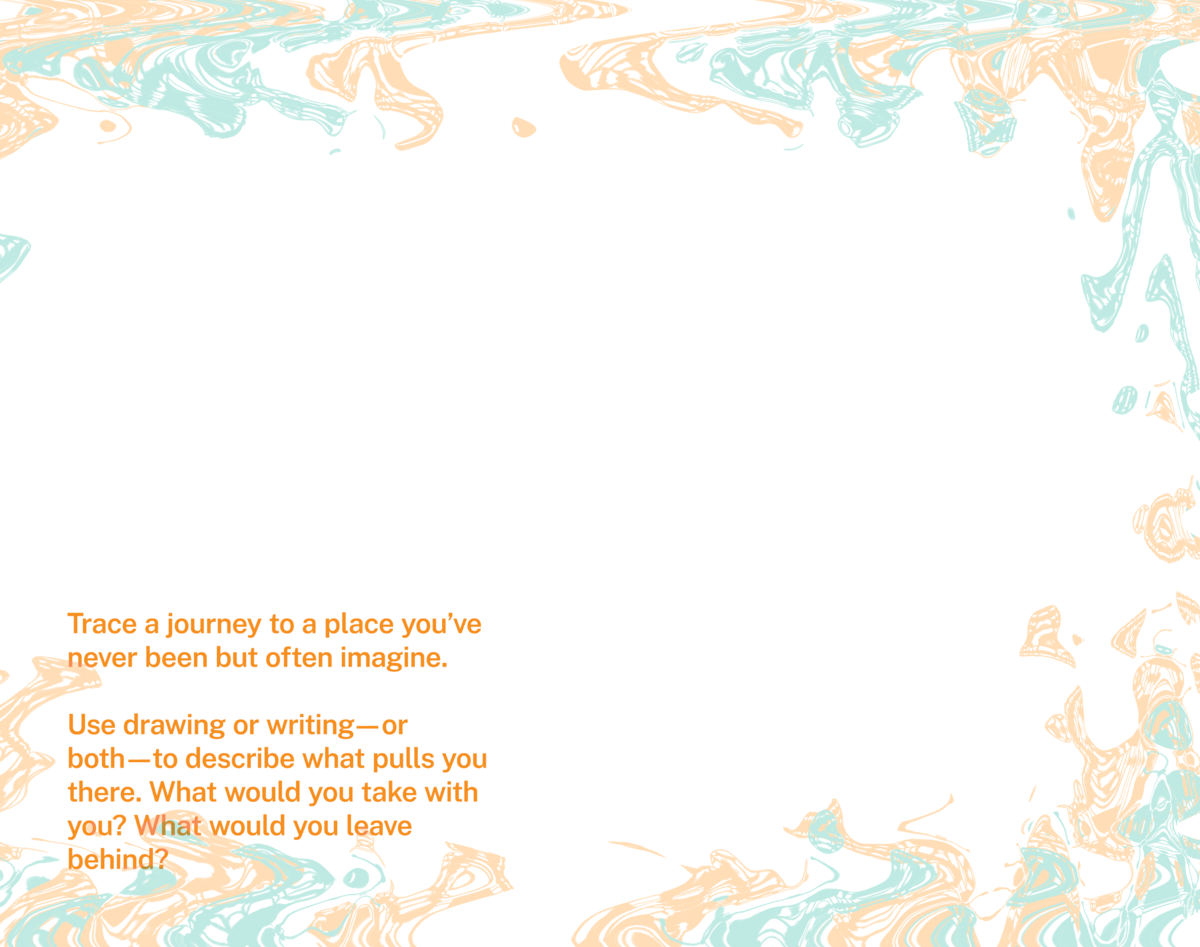 Trace a journey to a place you’ve
never been but often imagine.
Use drawing or writing—or
both—to describe what pulls you
there. What would you take with
you? What would you leave
behind?